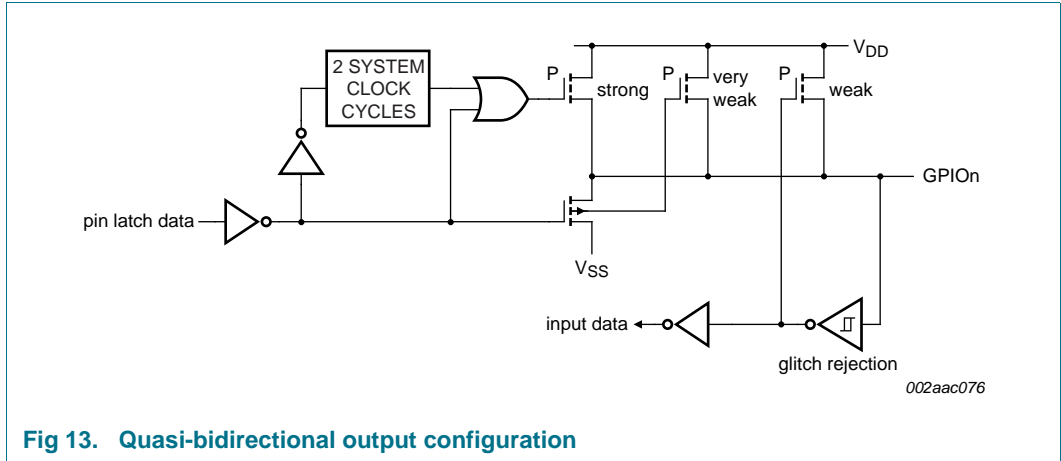 2 SYSTEM
CLOCK
CYCLES
P
strong
P
very
weak
P
weak
VDD
GPIOn
pin latch data
VSS
input data
glitch rejection
002aac076
Fig 13. Quasi-bidirectional output configuration